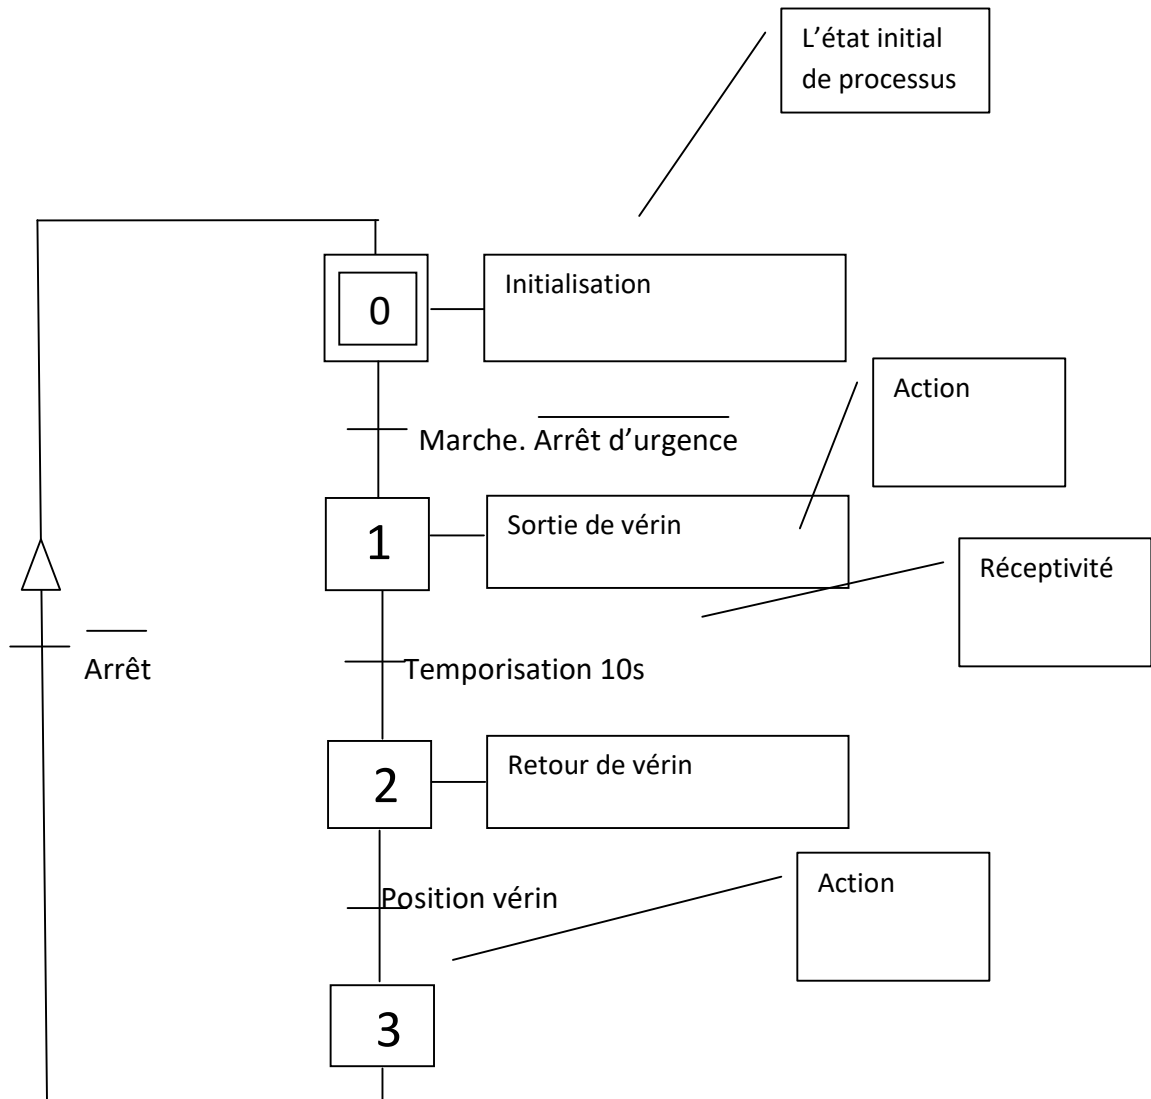 L’état initial
de processus
Initialisation
0
Action
Marche. Arrêt d’urgence
1
Sortie de vérin
Réceptivité
Arrêt
Temporisation 10s
2
Retour de vérin
Action
Position vérin
3